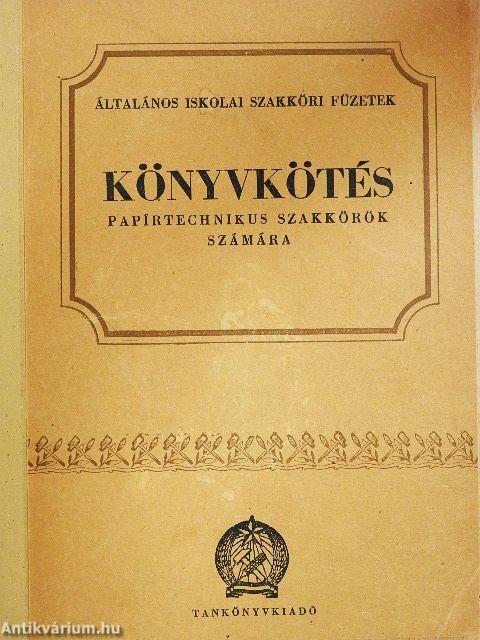 ÁLTALÁNOS ISKOLAI SZAKKÖRI FÜZETEK
KÖNYVKÖTÉS
PAPÍRTECHNIKUS SZAKKÖRÖK
SZÁMÁRA
TANKÖNYVKIADÓ
Antikvárium.hu